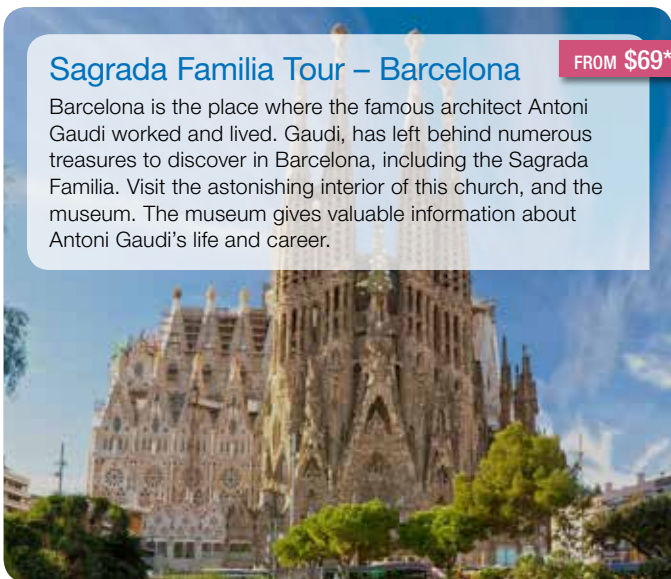 Sagrada Familia Tour – Barcelona
FROM $69*
Barcelona is the place where the famous architect Antoni
Gaudi worked and lived. Gaudi, has left behind numerous
treasures to discover in Barcelona, including the Sagrada
Familia. Visit the astonishing interior of this church, and the
museum. The museum gives valuable information about
Antoni Gaudi's life and career.